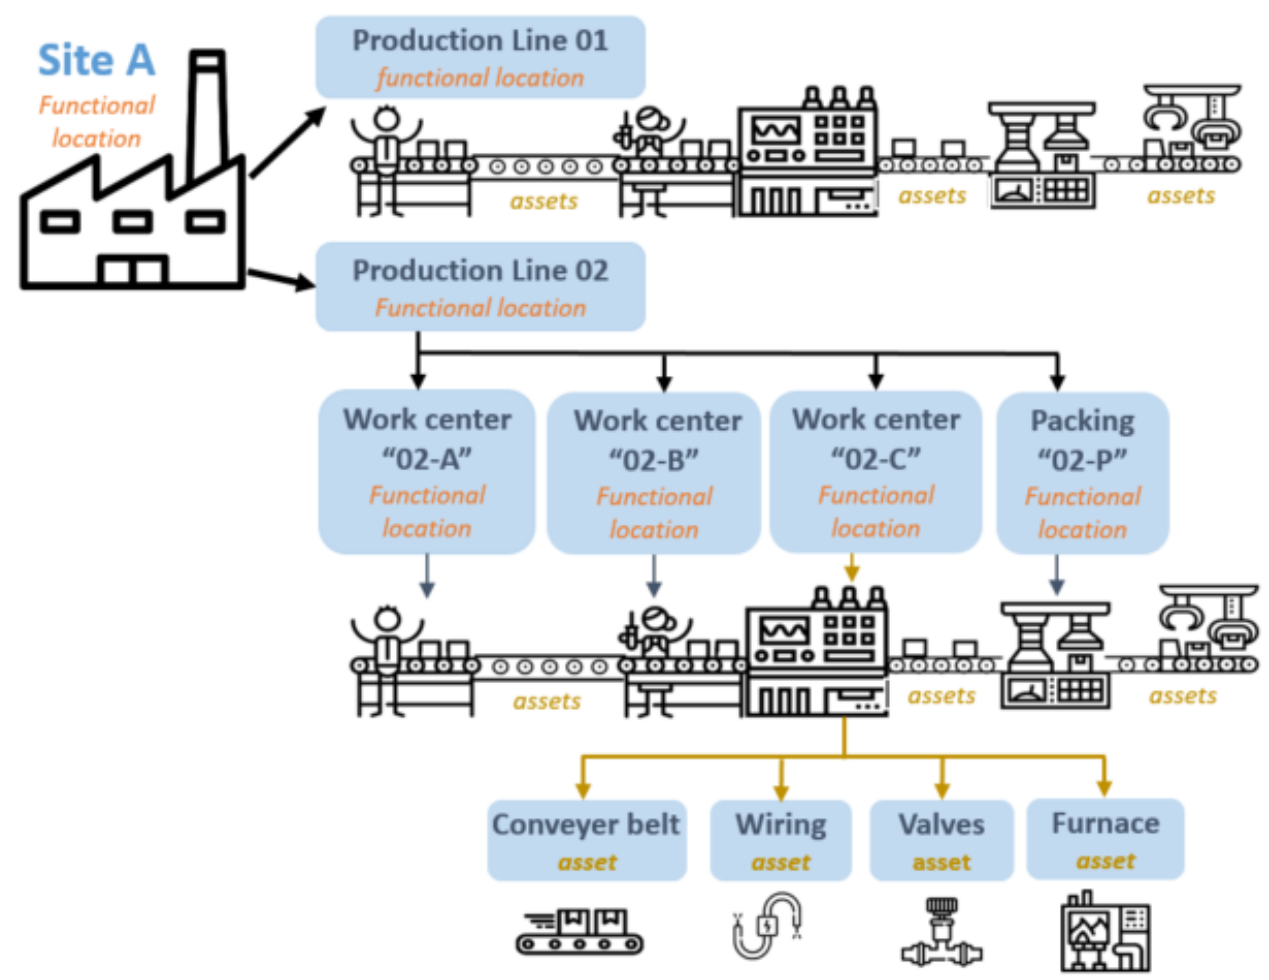 Site A
Functional
location
Production Line 01
functional location
assets
assets
assets
Production Line 02
Functional location
Work center
“02-A”
Functional
location
Work center
“02-B”
Functional
location
Work center
“02-C”
Functional
location
Packing
“02-P”
Functional
location
assets
assets
assets
Conveyer belt
asset
Wiring
asset
Valves
asset
Furnace
asset